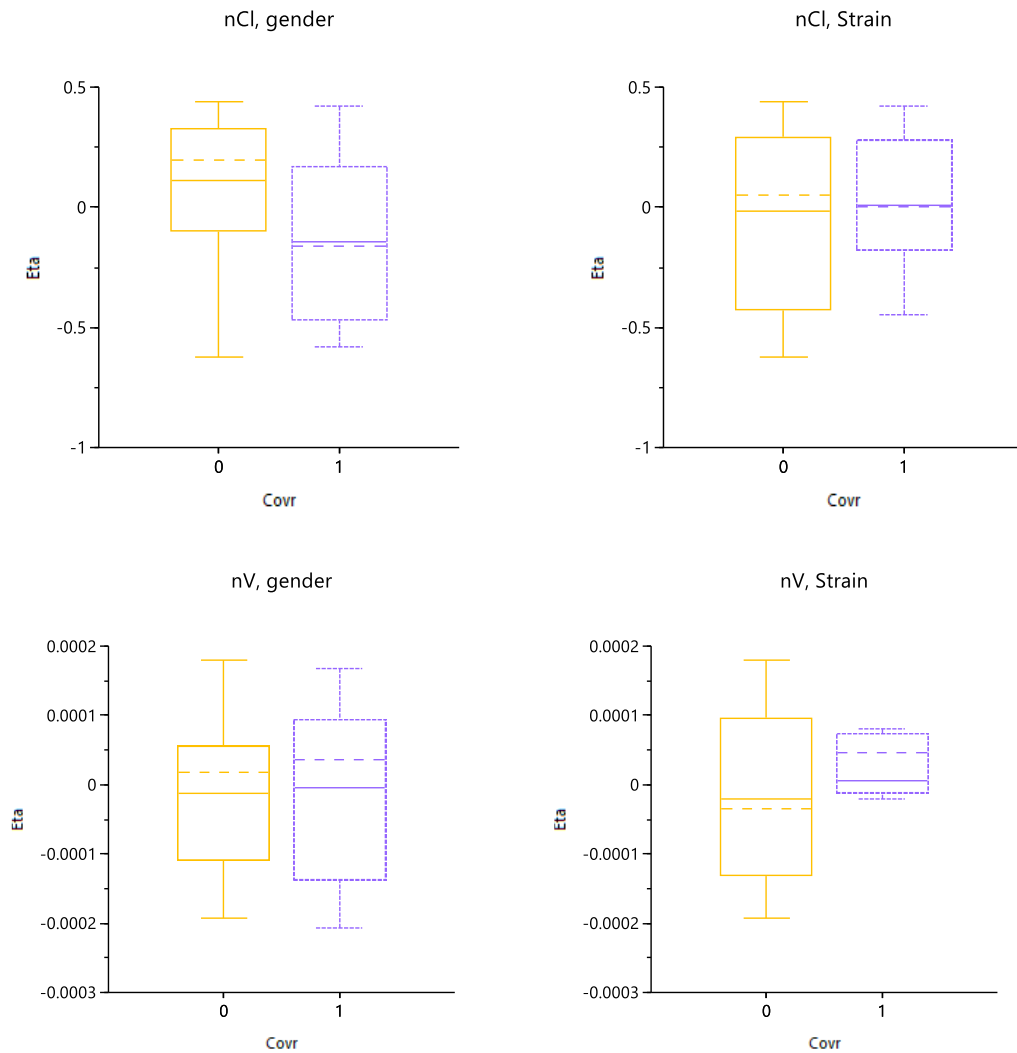 nCl, gender
0.5
0
-0.5
-1
Eta
0 1
Covr
nCl, Strain
0.5
0
-0.5
-1
Eta
0 1
Covr
nV, gender
0.0002
0.0001
0
-0.0001
-0.0002
-0.0003
Eta
0 1
Covr
nV, Strain
0.0002
0.0001
0
-0.0001
-0.0002
-0.0003
Eta
0 1
Covr